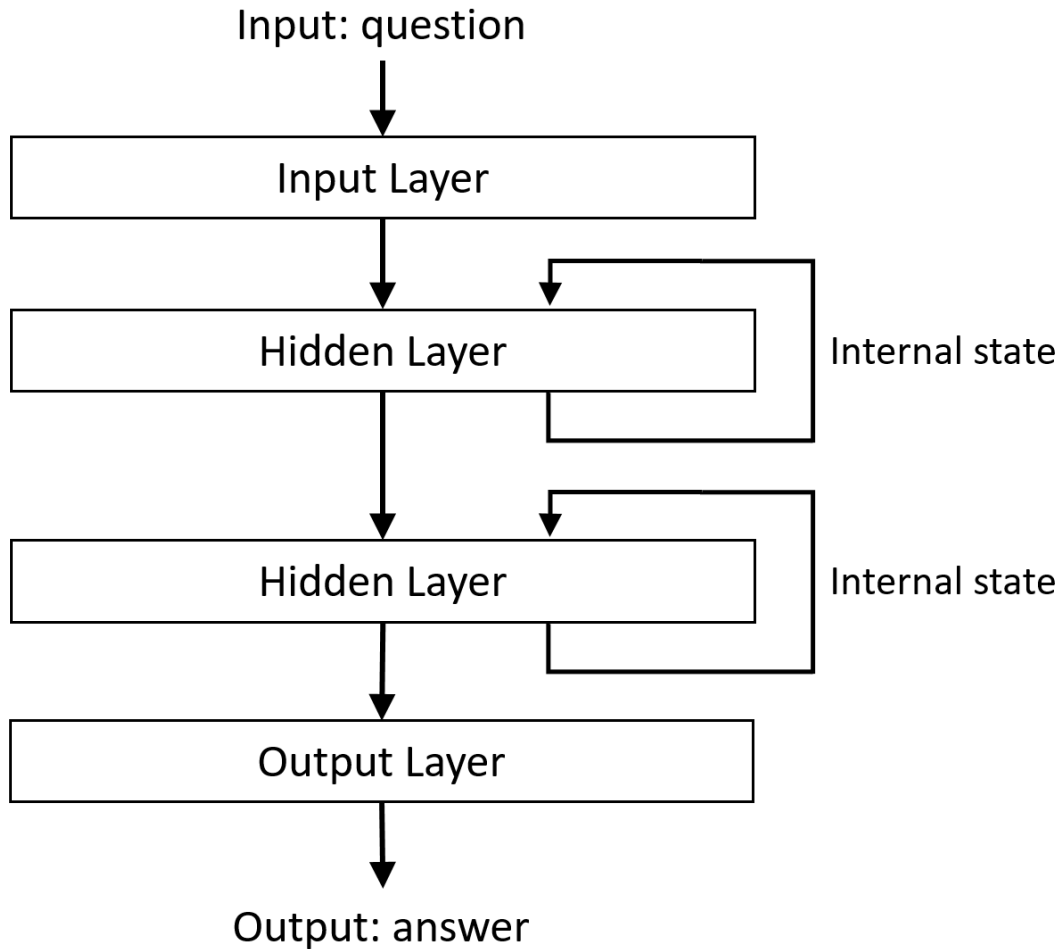 Input: question
Input Layer
Hidden Layer
Internal state
Hidden Layer
Internal state
Output Layer
Output: answer